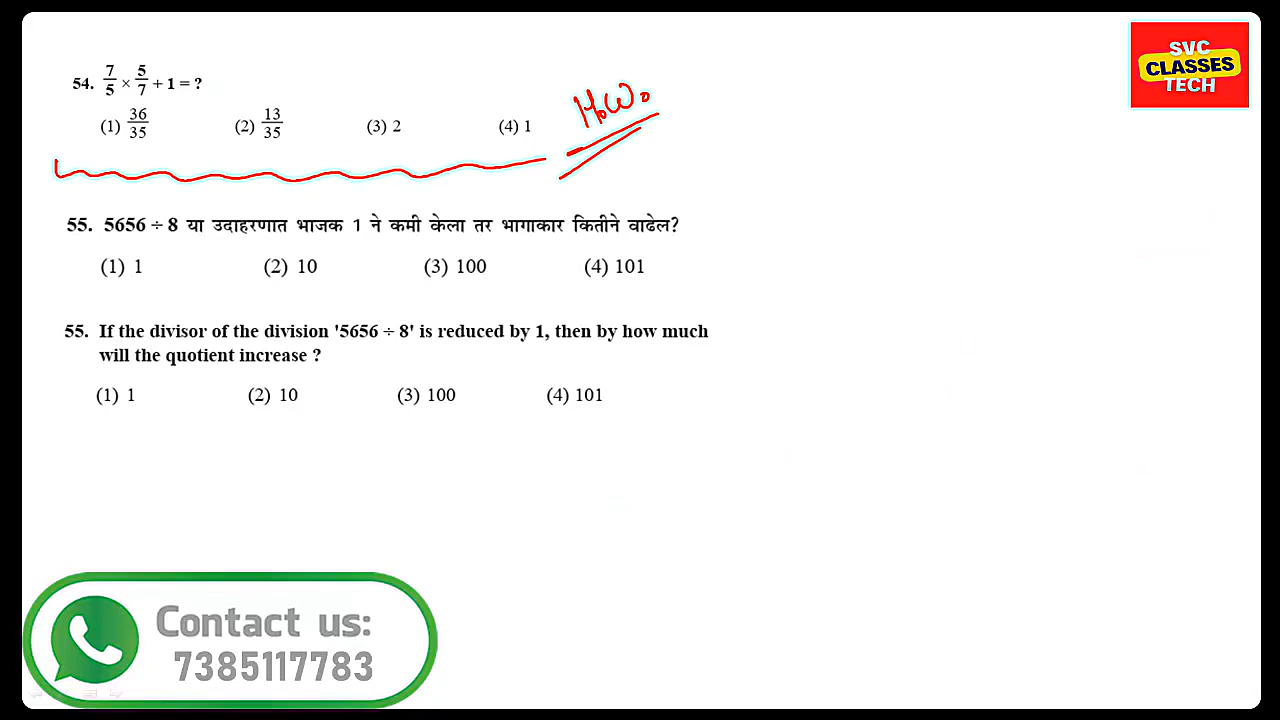 SVC
CLASSES
TECH
54. 7/5 × 5/7 + 1 = ?
(1) 36/35 (2) 13/35 (3) 2 (4) 1
H.W.
55. 5656 ÷ 8 या उदाहरणात भाजक 1 ने कमी केला तर भागाकार कितीने वाढेल?
(1) 1 (2) 10 (3) 100 (4) 101
55. If the divisor of the division '5656 ÷ 8' is reduced by 1, then by how much
will the quotient increase ?
(1) 1 (2) 10 (3) 100 (4) 101
Contact us:
7385117783